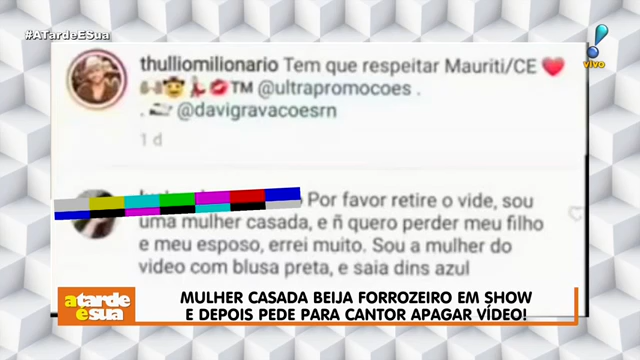 #ATardeESua
vivo
thulliomilionario Tem que respeitar Mauriti/CE ❤️
TM @ultrapromocoes .
. @davigravacoesrn
1 d
Por favor retire o vide, sou
uma mulher casada, e ñ quero perder meu filho
e meu esposo, errei muito. Sou a mulher do
video com blusa preta, e saia dins azul
a tarde
é sua
MULHER CASADA BEIJA FORROZEIRO EM SHOW
E DEPOIS PEDE PARA CANTOR APAGAR VÍDEO!